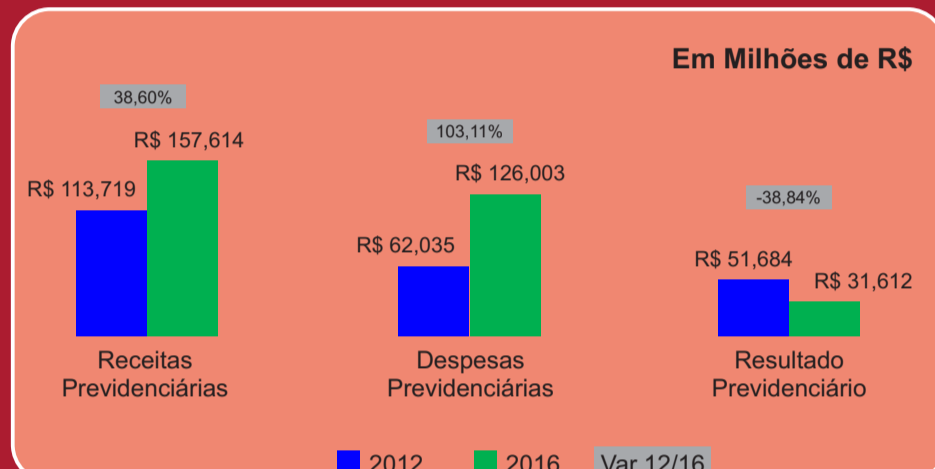 Em Milhões de R$
38,60%
R$ 157,614
R$ 113,719
Receitas
Previdenciárias
103,11%
R$ 126,003
R$ 62,035
Despesas
Previdenciárias
-38,84%
R$ 51,684
R$ 31,612
Resultado
Previdenciário
2012
2016
Var 12/16